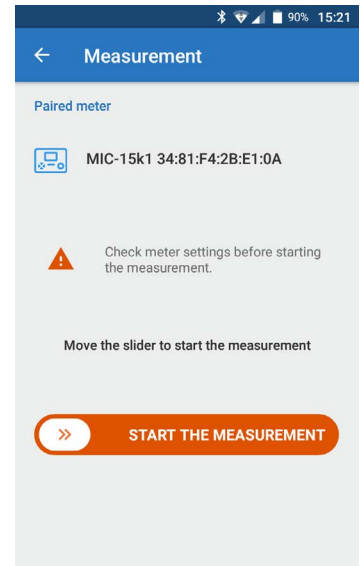 90% 15:21
Measurement
Paired meter
MIC-15k1 34:81:F4:2B:E1:0A
Check meter settings before starting
the measurement.
Move the slider to start the measurement
START THE MEASUREMENT